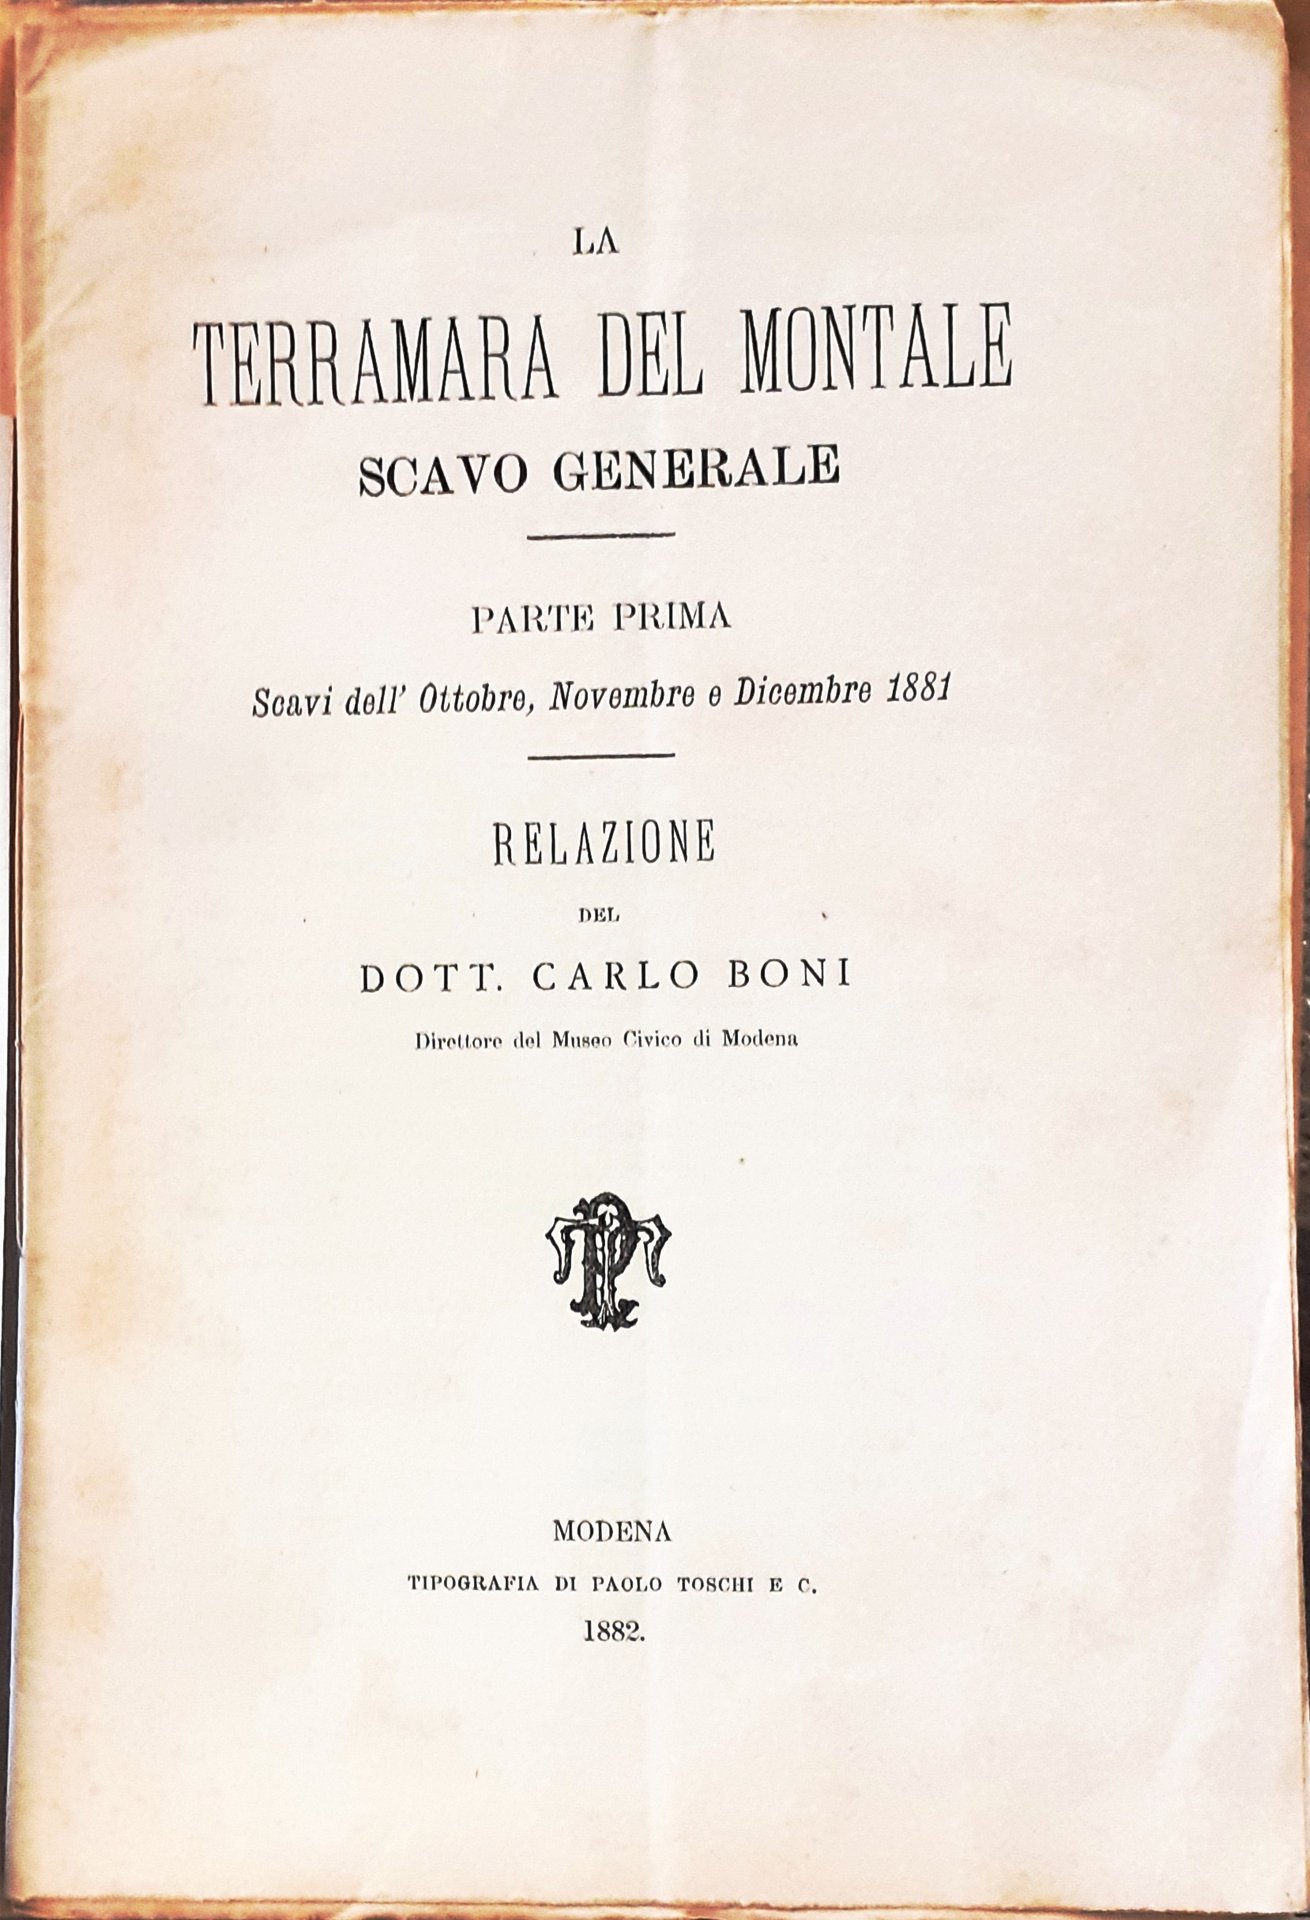 LA
TERRAMARA DEL MONTALE
SCAVO GENERALE
PARTE PRIMA
Scavi dell' Ottobre, Novembre e Dicembre 1881
RELAZIONE
DEL
DOTT. CARLO BONI
Direttore del Museo Civico di Modena
TP
MODENA
TIPOGRAFIA DI PAOLO TOSCHI E C.
1882.